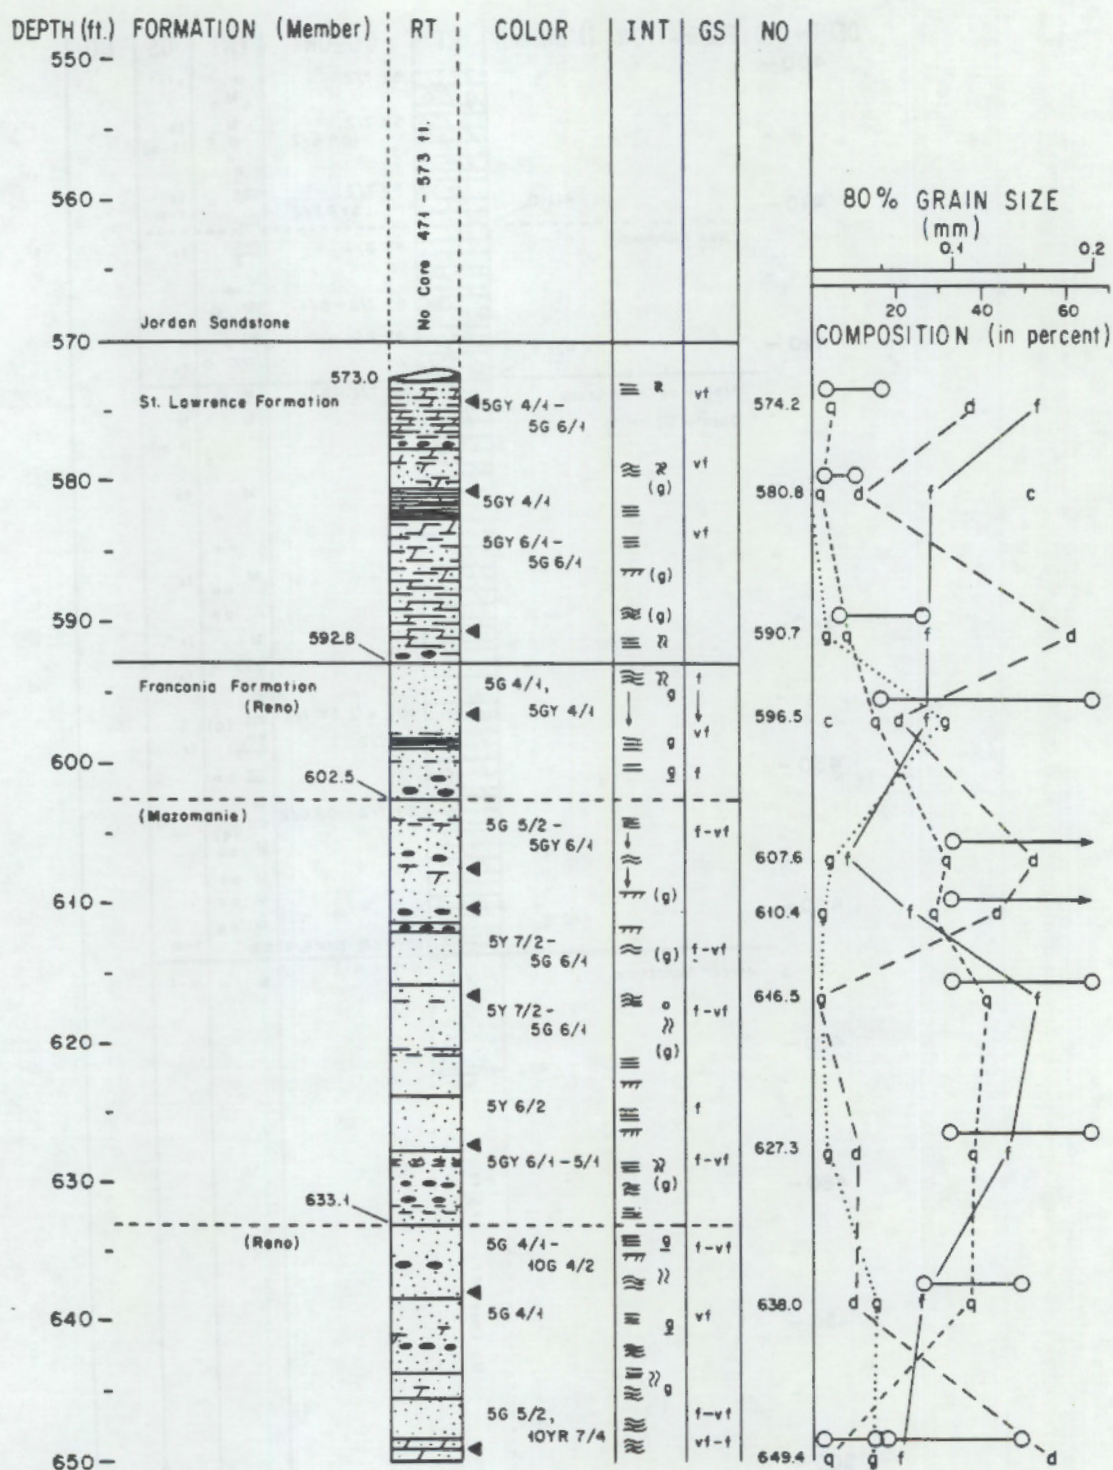 DEPTH (ft.) FORMATION (Member) RT COLOR INT GS NO
550
No Core 471 - 573 ft.
560
80% GRAIN SIZE
(mm)
0.1 0.2
20 40 60
COMPOSITION (in percent)
Jordan Sandstone
570
573.0
St. Lawrence Formation
5GY 4/1 -
5G 6/1
vf
574.2
q d f
vf
(g)
580
5GY 4/1
580.8
q d f c
5GY 6/1 -
5G 6/1
vf
(g)
(g)
590
590.7
g q f d
592.8
Franconia Formation
(Reno)
5G 4/1,
5GY 4/1
f
g
vf
596.5
c q d f g
g
600
g f
602.5
(Mazomanie)
5G 5/2 -
5GY 6/1
f-vf
607.6
g f q d
(g)
610
610.4
g f q d
5Y 7/2 -
5G 6/1
(g) f-vf
5Y 7/2 -
5G 6/1
f-vf
646.5
q f
620
(g)
5Y 6/2
f
5GY 6/1 - 5/1
f-vf
627.3
g d q f
630
(g)
633.1
(Reno)
5G 4/1 -
10G 4/2
g f-vf
638.0
d g f q
640
5G 4/1
g vf
g
5G 5/2,
10YR 7/4
f-vf
vf-f
650
649.4
q g f d